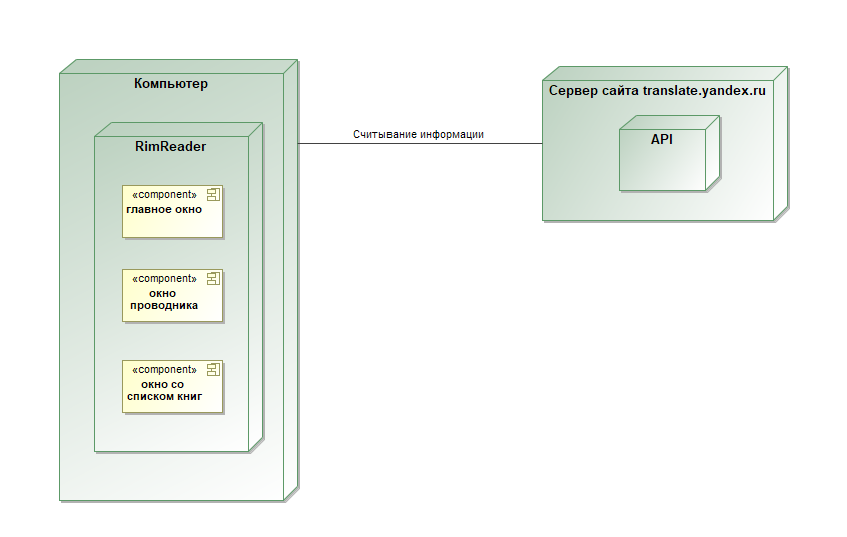 Компьютер
RimReader
«component»
главное окно
«component»
окно
проводника
«component»
окно со
списком книг
Считывание информации
Сервер сайта translate.yandex.ru
API